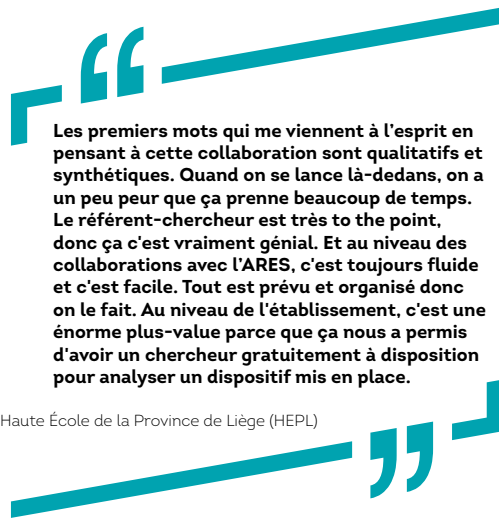 Les premiers mots qui me viennent à l'esprit en
pensant à cette collaboration sont qualitatifs et
synthétiques. Quand on se lance là-dedans, on a
un peu peur que ça prenne beaucoup de temps.
Le référent-chercheur est très to the point,
donc ça c'est vraiment génial. Et au niveau des
collaborations avec l'ARES, c'est toujours fluide
et c'est facile. Tout est prévu et organisé donc
on le fait. Au niveau de l'établissement, c'est une
énorme plus-value parce que ça nous a permis
d'avoir un chercheur gratuitement à disposition
pour analyser un dispositif mis en place.
Haute École de la Province de Liège (HEPL)